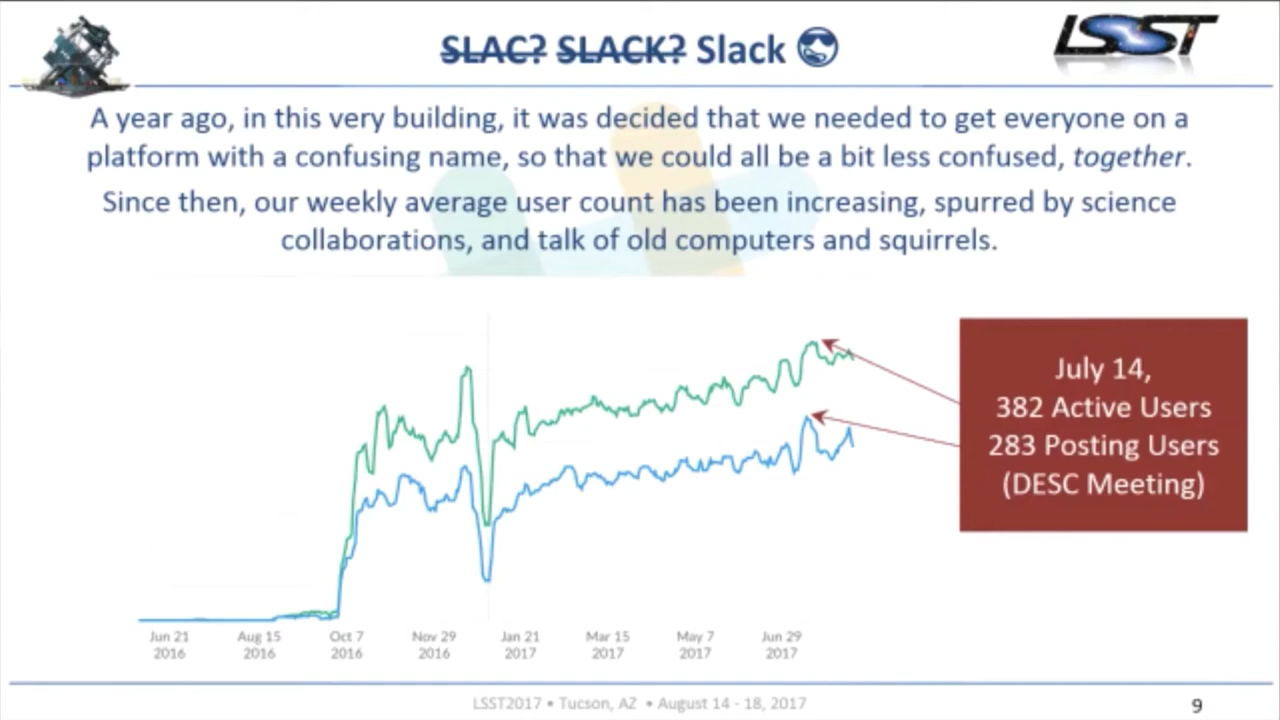 SLAC? SLACK? Slack 😎
LSST
A year ago, in this very building, it was decided that we needed to get everyone on a
platform with a confusing name, so that we could all be a bit less confused, together.
Since then, our weekly average user count has been increasing, spurred by science
collaborations, and talk of old computers and squirrels.
July 14,
382 Active Users
283 Posting Users
(DESC Meeting)
Jun 21 Aug 15 Oct 7 Nov 29 Jan 21 Mar 15 May 7 Jun 29
2016 2016 2016 2016 2017 2017 2017 2017
LSST2017 • Tucson, AZ • August 14 - 18, 2017
9